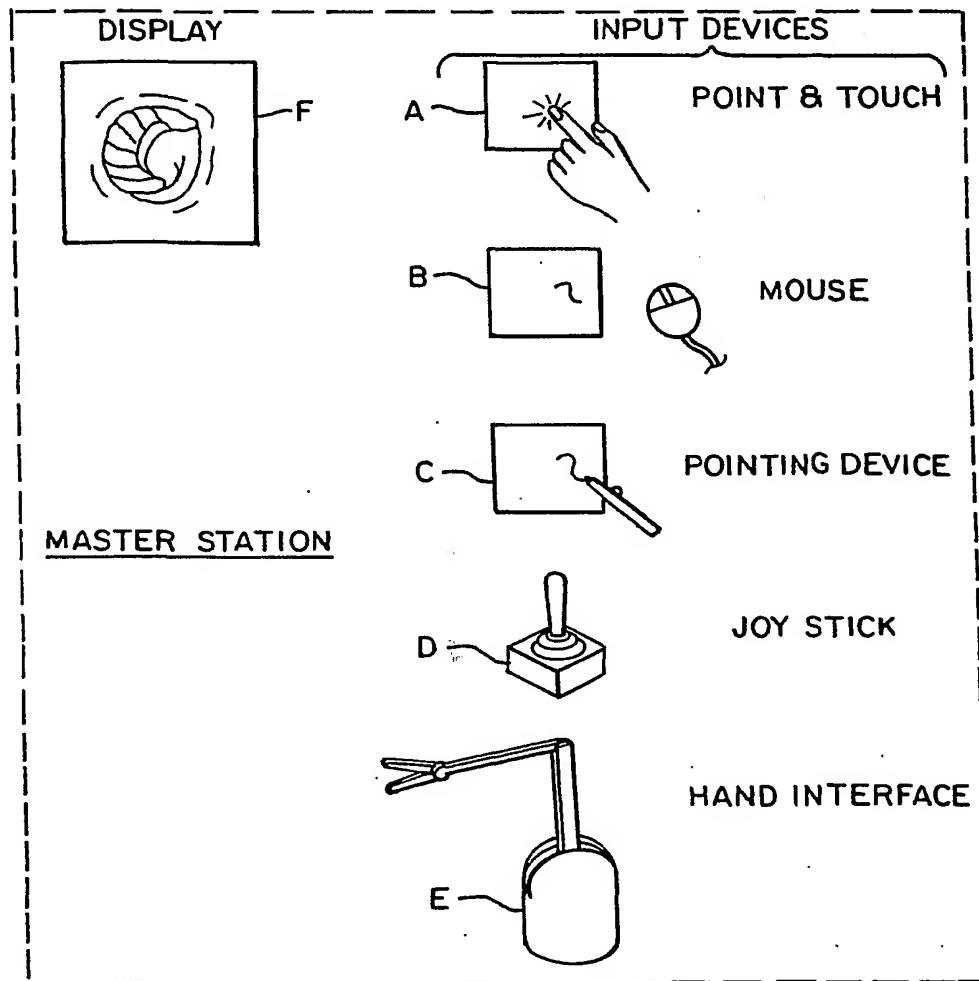 DISPLAY
INPUT DEVICES
F
A
POINT & TOUCH
B
MOUSE
C
POINTING DEVICE
MASTER STATION
D
JOY STICK
HAND INTERFACE
E